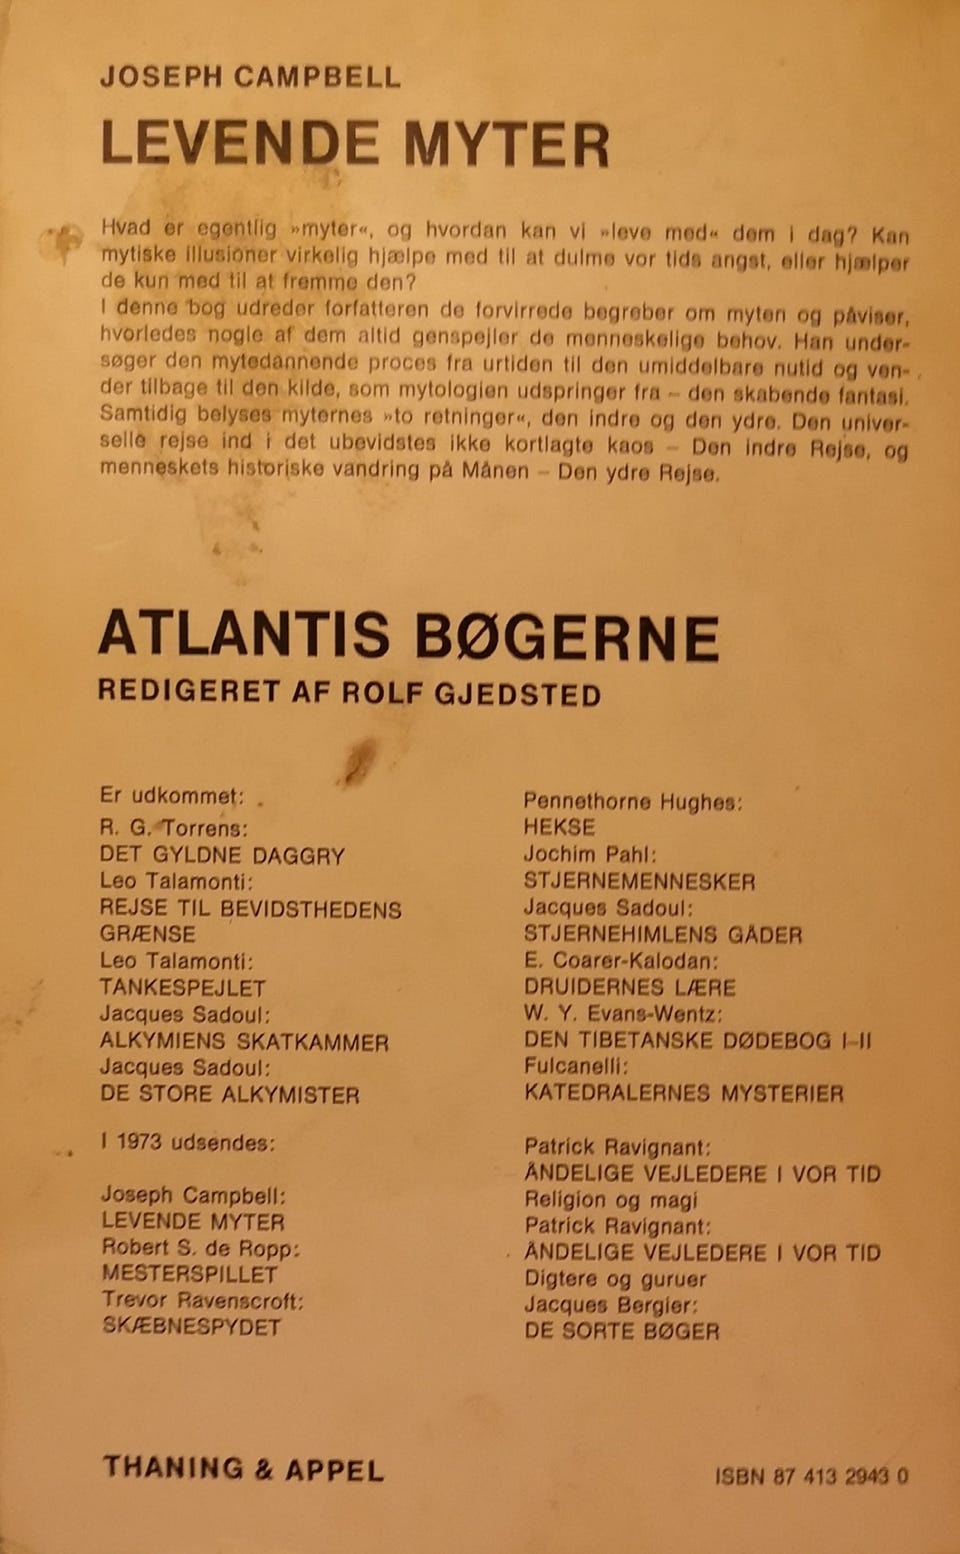 JOSEPH CAMPBELL
LEVENDE MYTER
Hvad er egentlig »myter«, og hvordan kan vi »leve med« dem i dag? Kan
mytiske illusioner virkelig hjælpe med til at dulme vor tids angst, eller hjælper
de kun med til at fremme den?
I denne bog udreder forfatteren de forvirrede begreber om myten og påviser,
hvorledes nogle af dem altid genspejler de menneskelige behov. Han under-
søger den mytedannende proces fra urtiden til den umiddelbare nutid og ven-
der tilbage til den kilde, som mytologien udspringer fra – den skabende fantasi.
Samtidig belyses myternes »to retninger«, den indre og den ydre. Den univer-
selle rejse ind i det ubevidstes ikke kortlagte kaos – Den indre Rejse, og
menneskets historiske vandring på Månen – Den ydre Rejse.
ATLANTIS BØGERNE
REDIGERET AF ROLF GJEDSTED
Er udkommet:
R. G. Torrens:
DET GYLDNE DAGGRY
Leo Talamonti:
REJSE TIL BEVIDSTHEDENS
GRÆNSE
Leo Talamonti:
TANKESPEJLET
Jacques Sadoul:
ALKYMIENS SKATKAMMER
Jacques Sadoul:
DE STORE ALKYMISTER
Pennethorne Hughes:
HEKSE
Jochim Pahl:
STJERNEMENNESKER
Jacques Sadoul:
STJERNEHIMLENS GÅDER
E. Coarer-Kalodan:
DRUIDERNES LÆRE
W. Y. Evans-Wentz:
DEN TIBETANSKE DØDEBOG I-II
Fulcanelli:
KATEDRALERNES MYSTERIER
I 1973 udsendes:
Joseph Campbell:
LEVENDE MYTER
Robert S. de Ropp:
MESTERSPILLET
Trevor Ravenscroft:
SKÆBNESPYDET
Patrick Ravignant:
ÅNDELIGE VEJLEDERE I VOR TID
Religion og magi
Patrick Ravignant:
ÅNDELIGE VEJLEDERE I VOR TID
Digtere og guruer
Jacques Bergier:
DE SORTE BØGER
THANING & APPEL
ISBN 87 413 2943 0